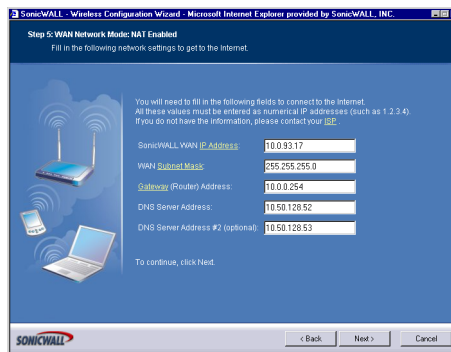 SonicWALL - Wireless Configuration Wizard - Microsoft Internet Explorer provided by SonicWALL, INC.
Step 5: WAN Network Mode: NAT Enabled
Fill in the following network settings to get to the Internet.
You will need to fill in the following fields to connect to the Internet.
All these values must be entered as numerical IP addresses (such as 1.2.3.4).
If you do not have the information, please contact your ISP .
SonicWALL WAN IP Address: 10.0.93.17
WAN Subnet Mask: 255.255.255.0
Gateway (Router) Address: 10.0.0.254
DNS Server Address: 10.50.128.52
DNS Server Address #2 (optional): 10.50.128.53
To continue, click Next.
SONICWALL
< Back Next > Cancel